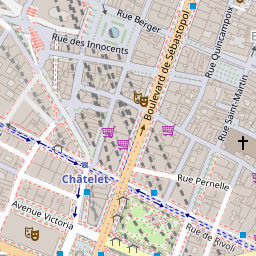 Rue Berger
Rue des Innocents
Boulevard de Sébastopol
Rue Quincampoix
Rue Saint-Martin
Châtelet
Rue Pernelle
Avenue Victoria
Rue de Rivoli